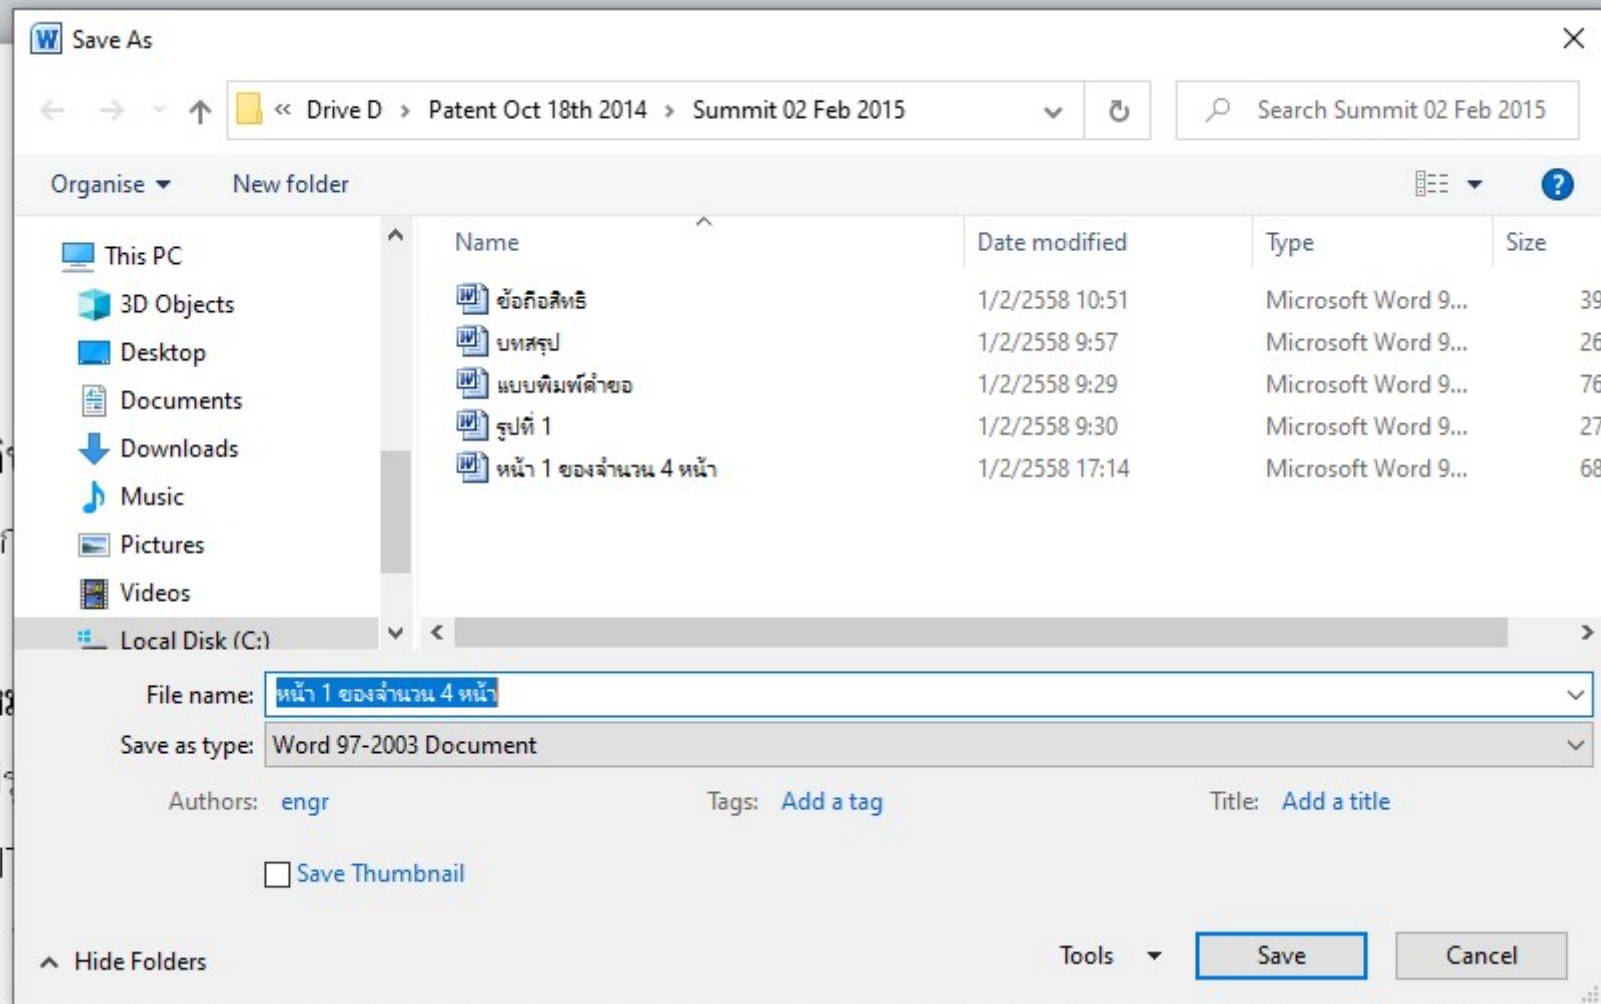 Save As
« Drive D › Patent Oct 18th 2014 › Summit 02 Feb 2015
Search Summit 02 Feb 2015
Organise
New folder
This PC
3D Objects
Desktop
Documents
Downloads
Music
Pictures
Videos
Local Disk (C:)
Name Date modified Type Size
ข้อถือสิทธิ 1/2/2558 10:51 Microsoft Word 9... 39
บทสรุป 1/2/2558 9:57 Microsoft Word 9... 26
แบบพิมพ์คำขอ 1/2/2558 9:29 Microsoft Word 9... 76
รูปที่ 1 1/2/2558 9:30 Microsoft Word 9... 27
หน้า 1 ของจำนวน 4 หน้า 1/2/2558 17:14 Microsoft Word 9... 68
File name: หน้า 1 ของจำนวน 4 หน้า
Save as type: Word 97-2003 Document
Authors: engr Tags: Add a tag Title: Add a title
Save Thumbnail
Hide Folders
Tools Save Cancel